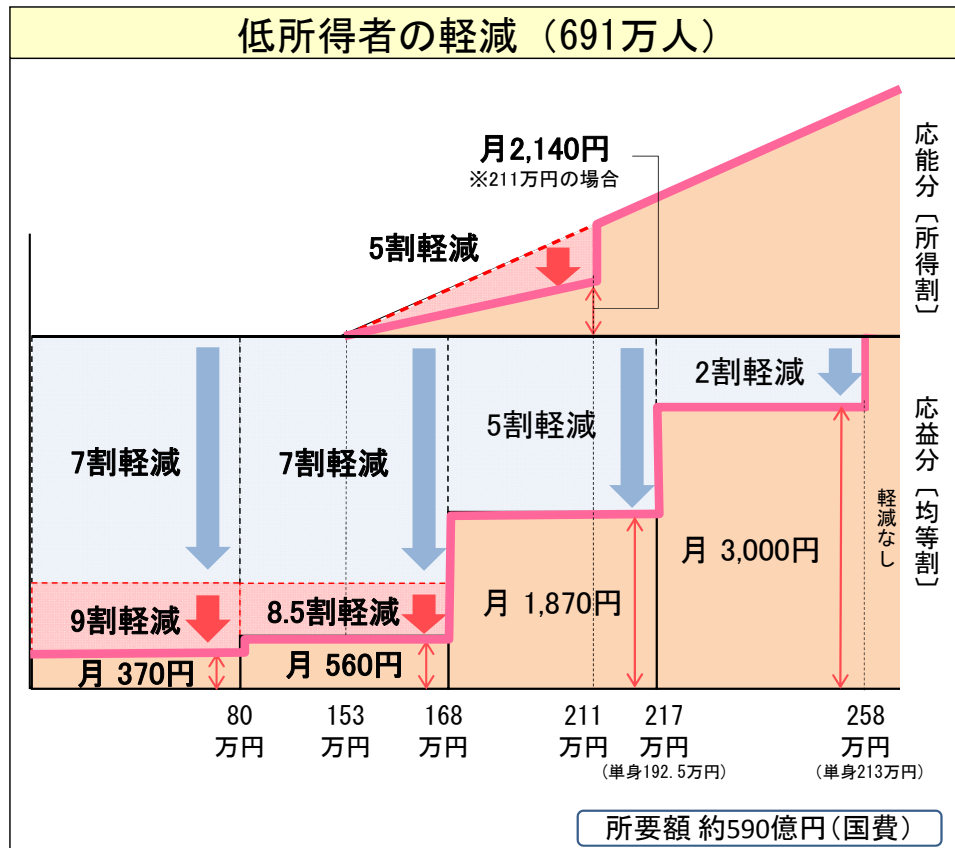 低所得者の軽減（691万人）
月2,140円
※211万円の場合
5割軽減
応能分〔所得割〕
7割軽減
7割軽減
5割軽減
2割軽減
応益分〔均等割〕
軽減なし
9割軽減
8.5割軽減
月 370円
月 560円
月 1,870円
月 3,000円
80
万円
153
万円
168
万円
211
万円
217
万円
(単身192.5万円)
258
万円
(単身213万円)
所要額 約590億円（国費）